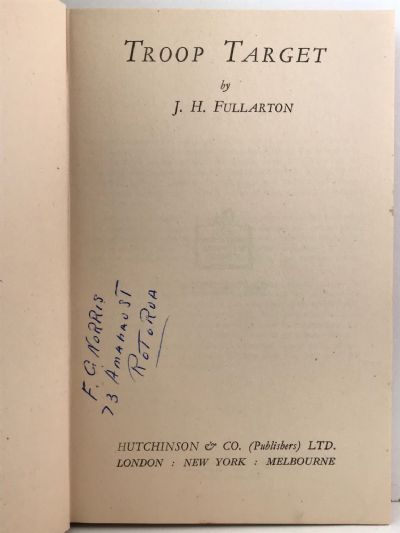 TROOP TARGET
by
J. H. FULLARTON
F. G NORRIS
73 AMAHAU ST
ROTORUA
HUTCHINSON & CO. (Publishers) LTD.
LONDON : NEW YORK : MELBOURNE